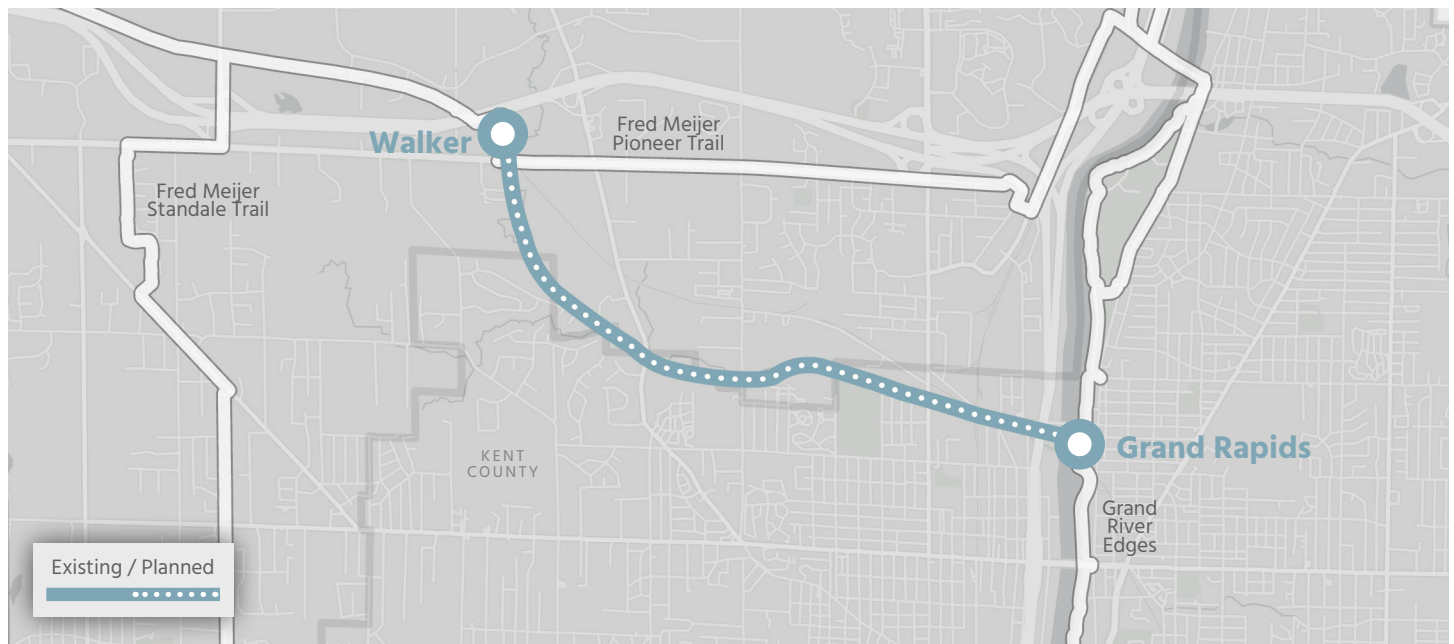 Walker
Fred Meijer
Pioneer Trail
Fred Meijer
Standale Trail
KENT
COUNTY
Grand Rapids
Grand
River
Edges
Existing / Planned